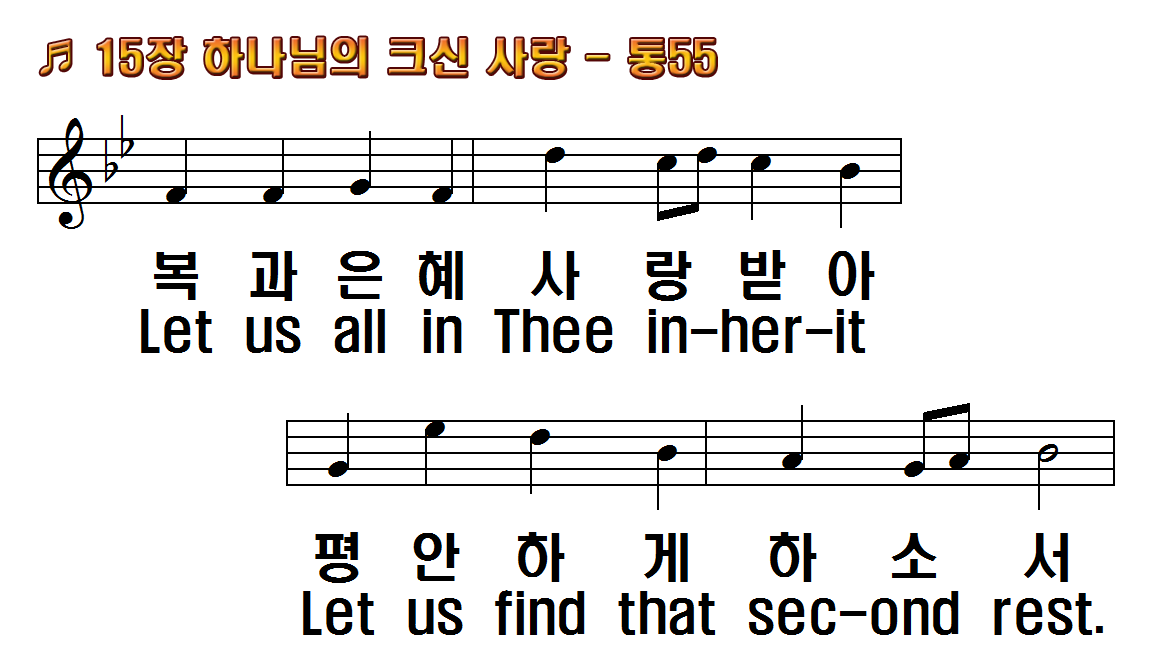 ♬ 15장 하나님의 크신 사랑 - 통55
복 과 은 혜 사 랑 받 아
Let us all in Thee in-her-it
평 안 하 게 하 소 서
Let us find that sec-ond rest.